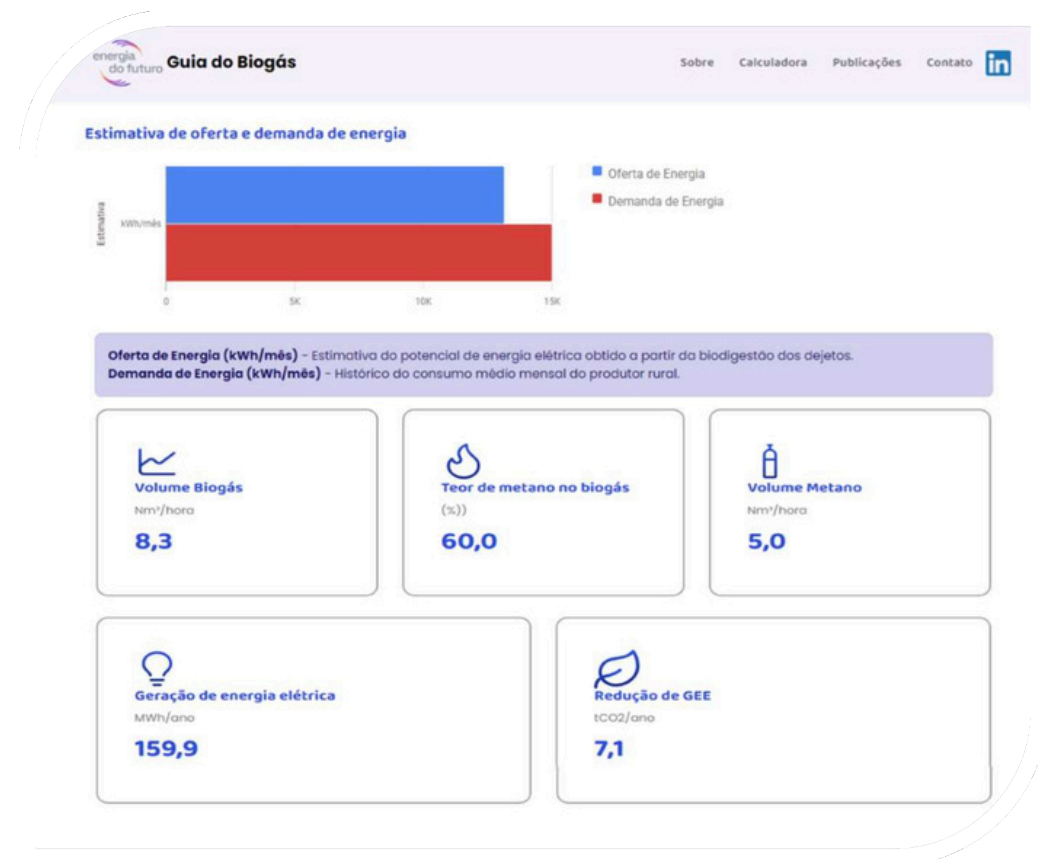 energia
do futuro
Guia do Biogás
Sobre
Calculadora
Publicações
Contato
in
Estimativa de oferta e demanda de energia
Estimativa
kWh/mês
0
5K
10K
15K
Oferta de Energia
Demanda de Energia
Oferta de Energia (kWh/mês) - Estimativa do potencial de energia elétrica obtido a partir da biodigestão dos dejetos.
Demanda de Energia (kWh/mês) - Histórico do consumo médio mensal do produtor rural.
Volume Biogás
Nm³/hora
8,3
Teor de metano no biogás
(%))
60,0
Volume Metano
Nm³/hora
5,0
Geração de energia elétrica
MWh/ano
159,9
Redução de GEE
tCO2/ano
7,1